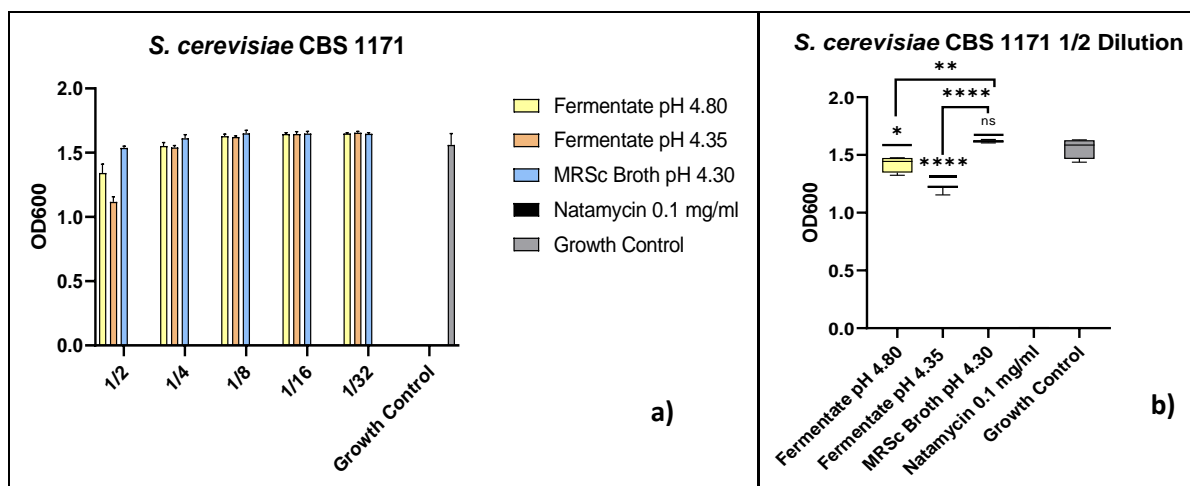 S. cerevisiae CBS 1171
2.0
1.5
1.0
0.5
0.0
OD600
1/2
1/4
1/8
1/16
1/32
Growth Control
Fermentate pH 4.80
Fermentate pH 4.35
MRSc Broth pH 4.30
Natamycin 0.1 mg/ml
Growth Control
a)
S. cerevisiae CBS 1171 1/2 Dilution
**
****
ns
*
****
2.0
1.5
1.0
0.5
0.0
OD600
Fermentate pH 4.80
Fermentate pH 4.35
MRSc Broth pH 4.30
Natamycin 0.1 mg/ml
Growth Control
b)